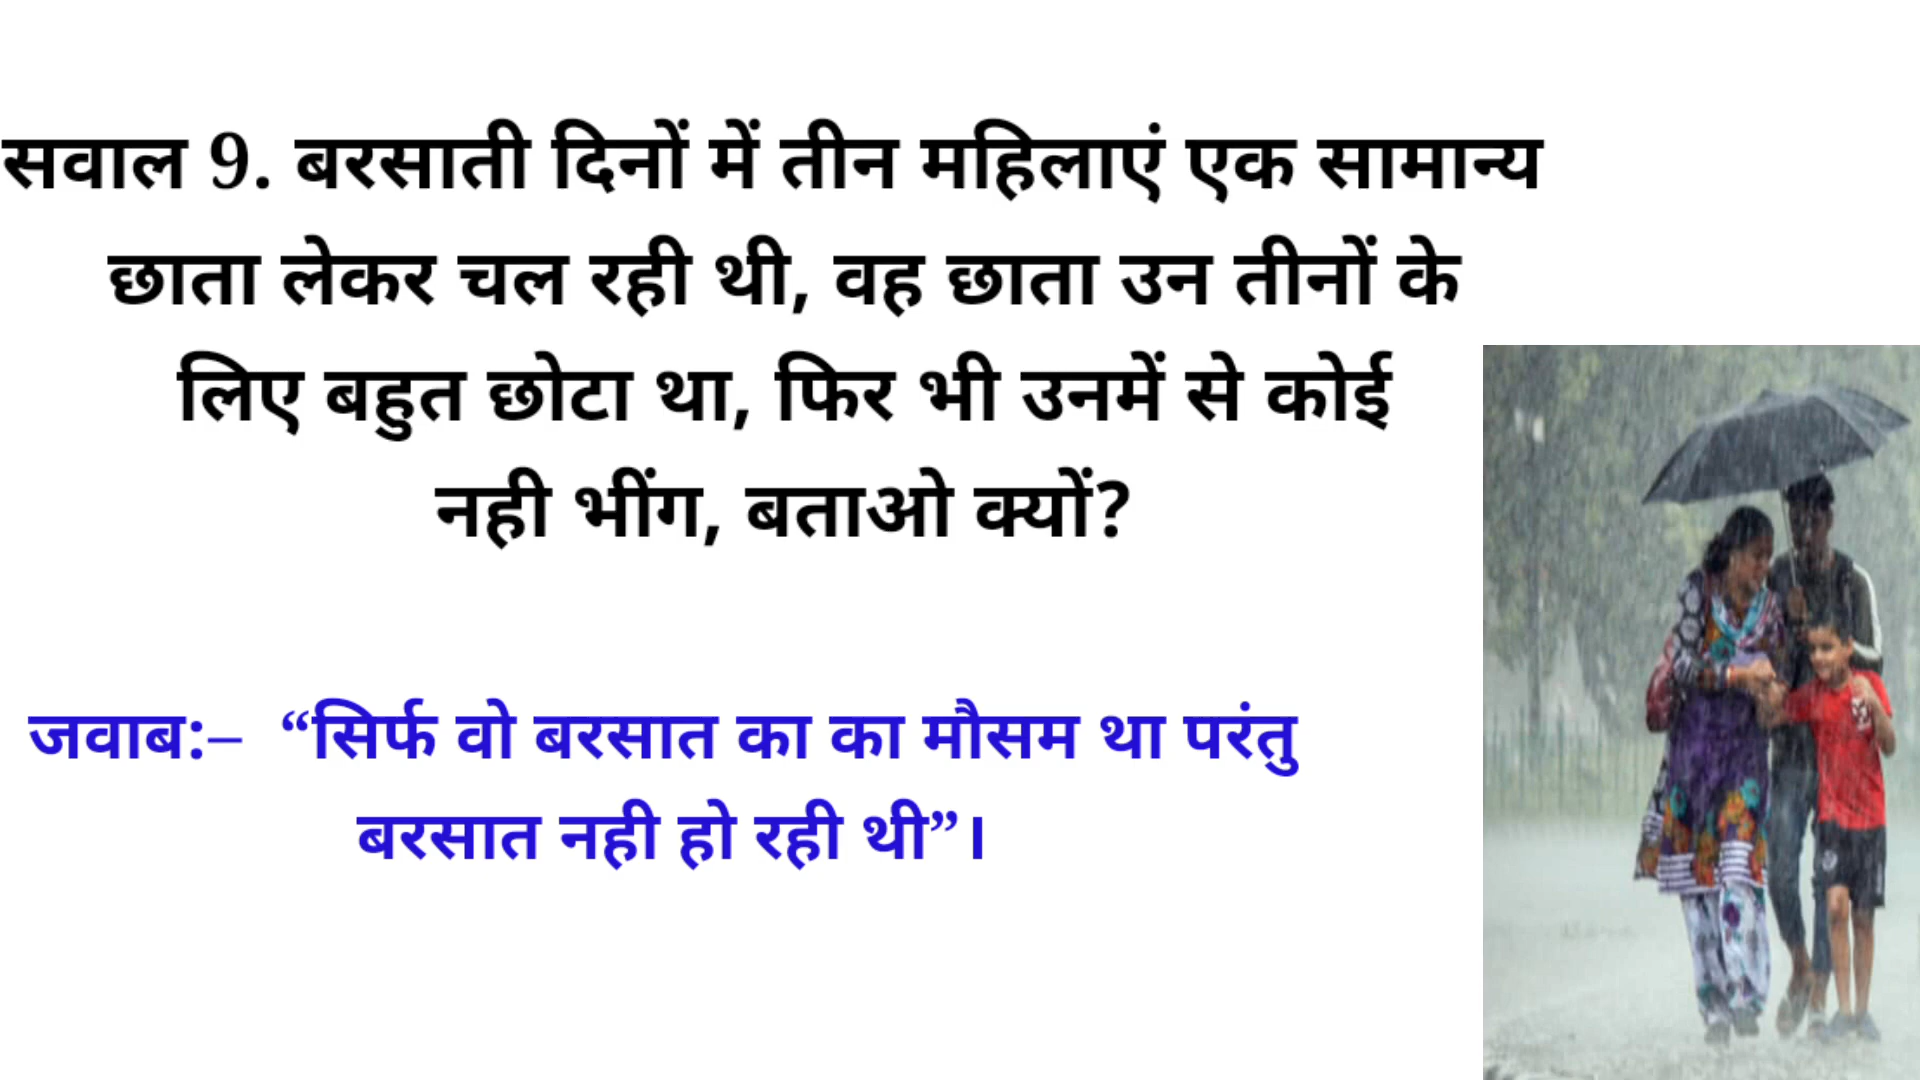 सवाल 9. बरसाती दिनों में तीन महिलाएं एक सामान्य
छाता लेकर चल रही थी, वह छाता उन तीनों के
लिए बहुत छोटा था, फिर भी उनमें से कोई
नही भींग, बताओ क्यों?
जवाब:– “सिर्फ वो बरसात का का मौसम था परंतु
बरसात नही हो रही थी”।